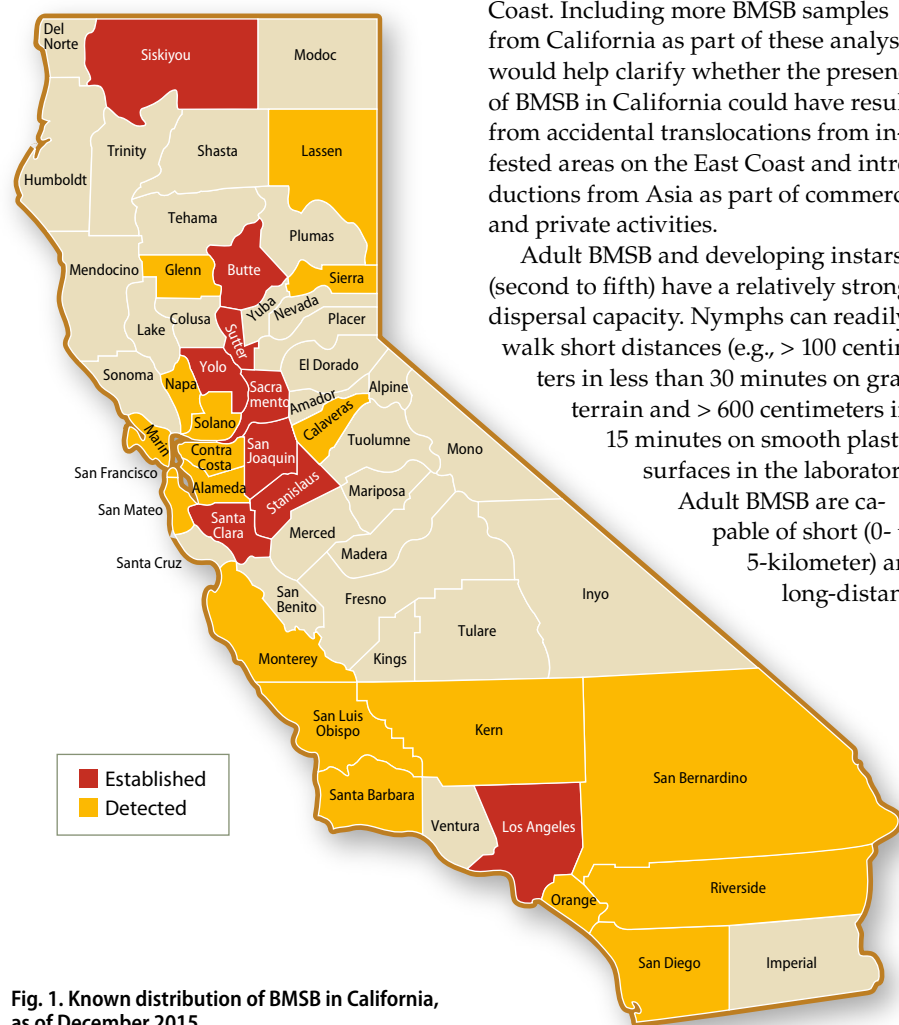 Coast. Including more BMSB samples
from California as part of these analys
would help clarify whether the presenc
of BMSB in California could have resul
from accidental translocations from in-
fested areas on the East Coast and intro
ductions from Asia as part of commerc
and private activities.
Adult BMSB and developing instars
(second to fifth) have a relatively strong
dispersal capacity. Nymphs can readily
walk short distances (e.g., > 100 centim
ters in less than 30 minutes on gra
terrain and > 600 centimeters i
15 minutes on smooth plast
surfaces in the laborator
Adult BMSB are ca-
pable of short (0-
5-kilometer) a
long-distan
Del
Norte
Siskiyou
Modoc
Humboldt
Trinity
Shasta
Lassen
Tehama
Plumas
Mendocino
Glenn
Butte
Sierra
Lake
Colusa
Sutter
Yuba
Nevada
Placer
Sonoma
Napa
Yolo
Sacra
mento
El Dorado
Amador
Alpine
Solano
Calaveras
Marin
Contra
Costa
San
Joaquin
Tuolumne
Mono
San Francisco
Alameda
Stanislaus
San Mateo
Santa
Clara
Merced
Mariposa
Santa Cruz
Madera
San
Benito
Fresno
Inyo
Monterey
Kings
Tulare
San Luis
Obispo
Kern
San Bernardino
Santa Barbara
Ventura
Los Angeles
Orange
Riverside
San Diego
Imperial
Established
Detected
Fig. 1. Known distribution of BMSB in California,
as of December 2015